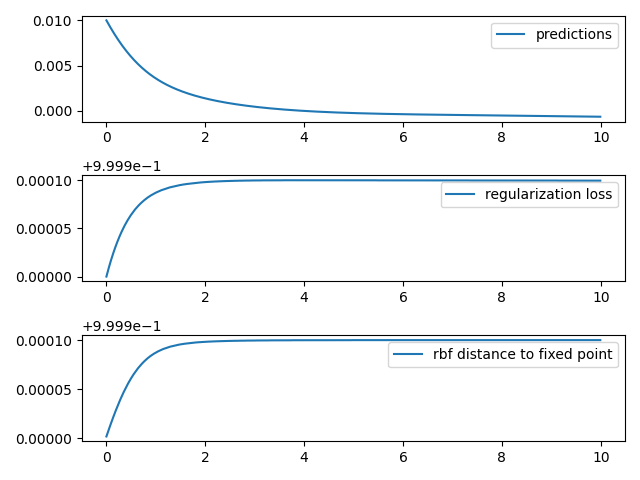 0.010
predictions
0.005
0.000
0 2 4 6 8 10
+9.999e−1
0.00010
regularization loss
0.00005
0.00000
0 2 4 6 8 10
+9.999e−1
0.00010
rbf distance to fixed point
0.00005
0.00000
0 2 4 6 8 10